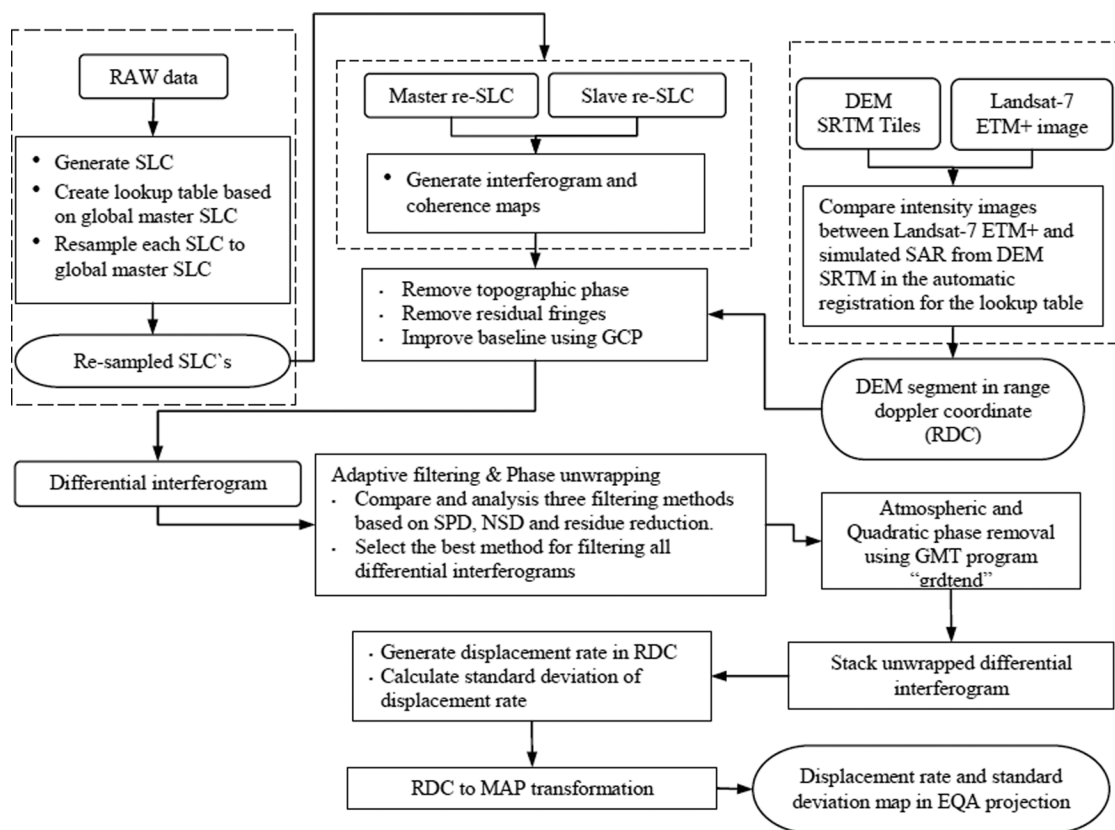 RAW data
• Generate SLC
• Create lookup table based
on global master SLC
• Resample each SLC to
global master SLC
Re-sampled SLC`s
Master re-SLC
Slave re-SLC
• Generate interferogram and
coherence maps
DEM
SRTM Tiles
Landsat-7
ETM+ image
Compare intensity images
between Landsat-7 ETM+ and
simulated SAR from DEM
SRTM in the automatic
registration for the lookup table
· Remove topographic phase
· Remove residual fringes
· Improve baseline using GCP
DEM segment in range
doppler coordinate
(RDC)
Differential interferogram
Adaptive filtering & Phase unwrapping
· Compare and analysis three filtering methods
based on SPD, NSD and residue reduction.
· Select the best method for filtering all
differential interferograms
Atmospheric and
Quadratic phase removal
using GMT program
“grdtend”
Stack unwrapped differential
interferogram
· Generate displacement rate in RDC
· Calculate standard deviation of
displacement rate
RDC to MAP transformation
Displacement rate and standard
deviation map in EQA projection